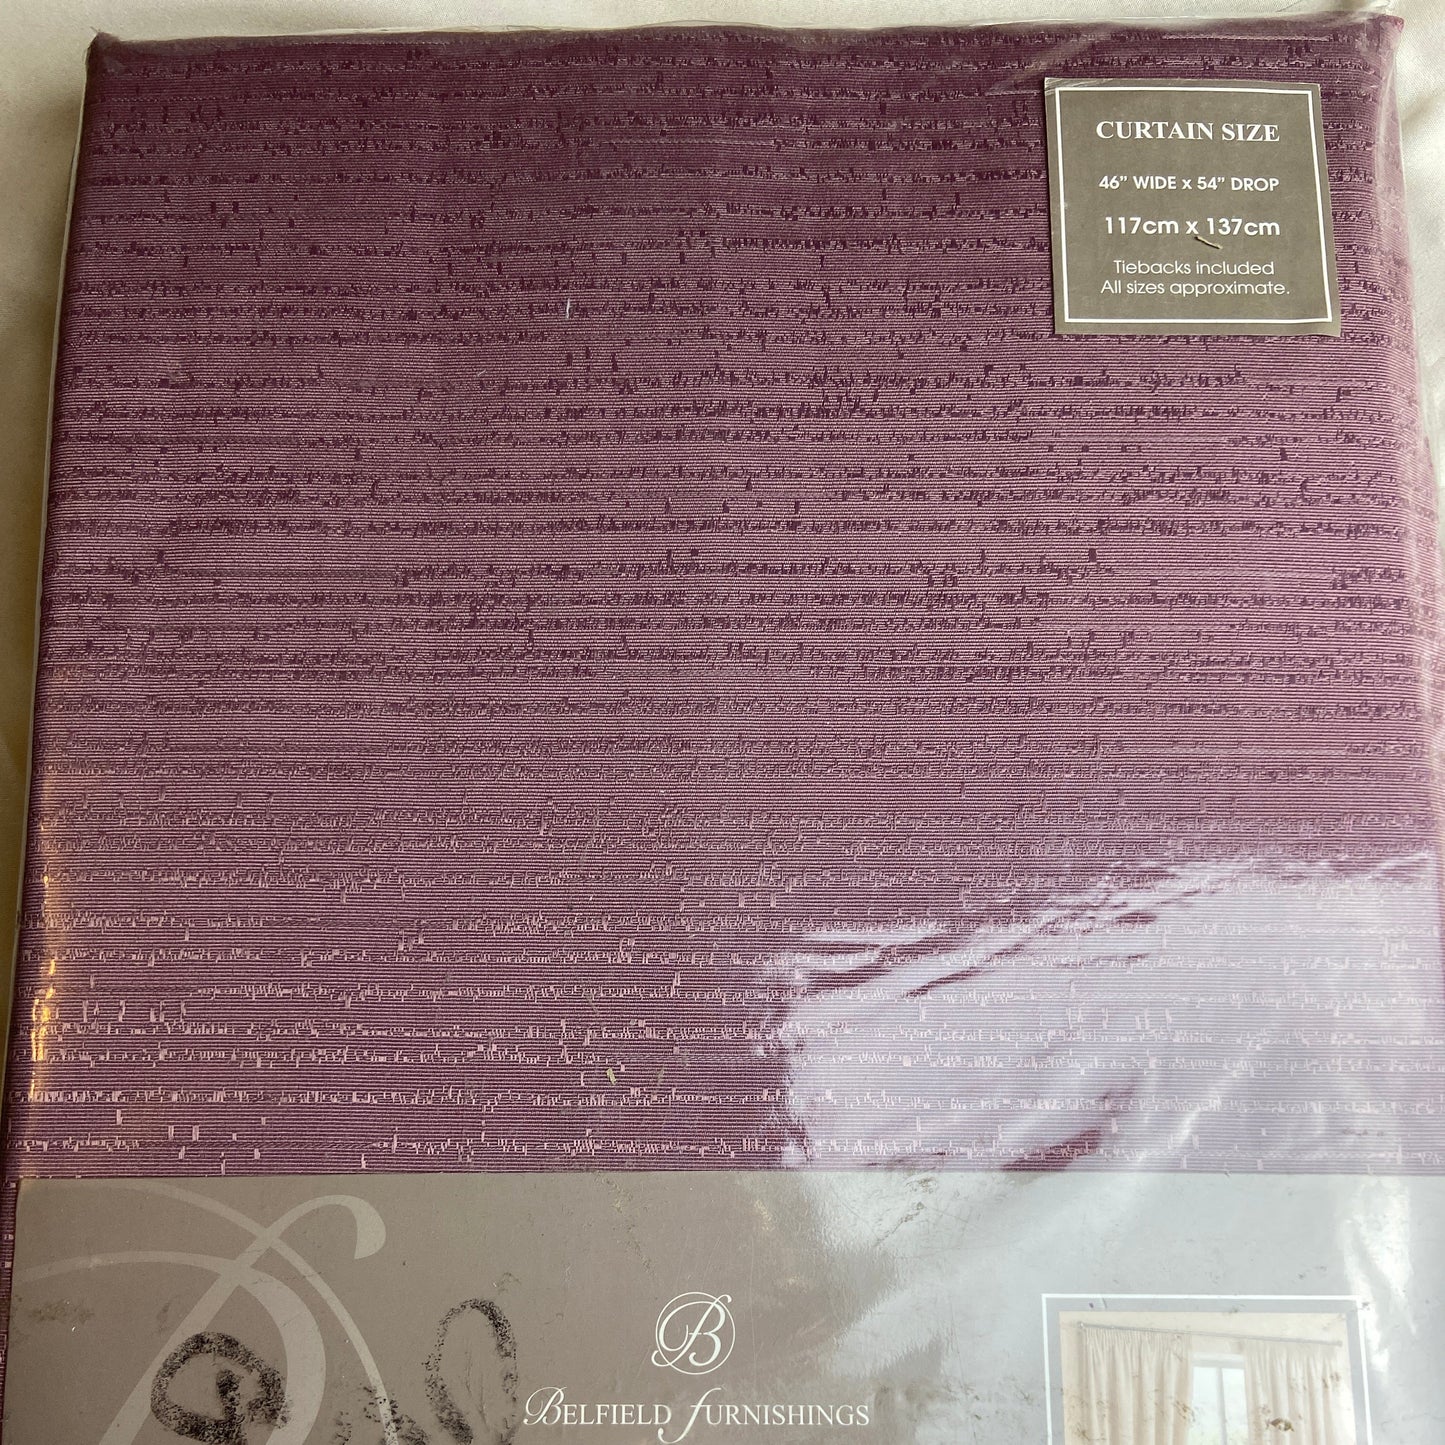 CURTAIN SIZE
46” WIDE x 54” DROP
117cm x 137cm
Tiebacks included
All sizes approximate.
B
BELFIELD FURNISHINGS